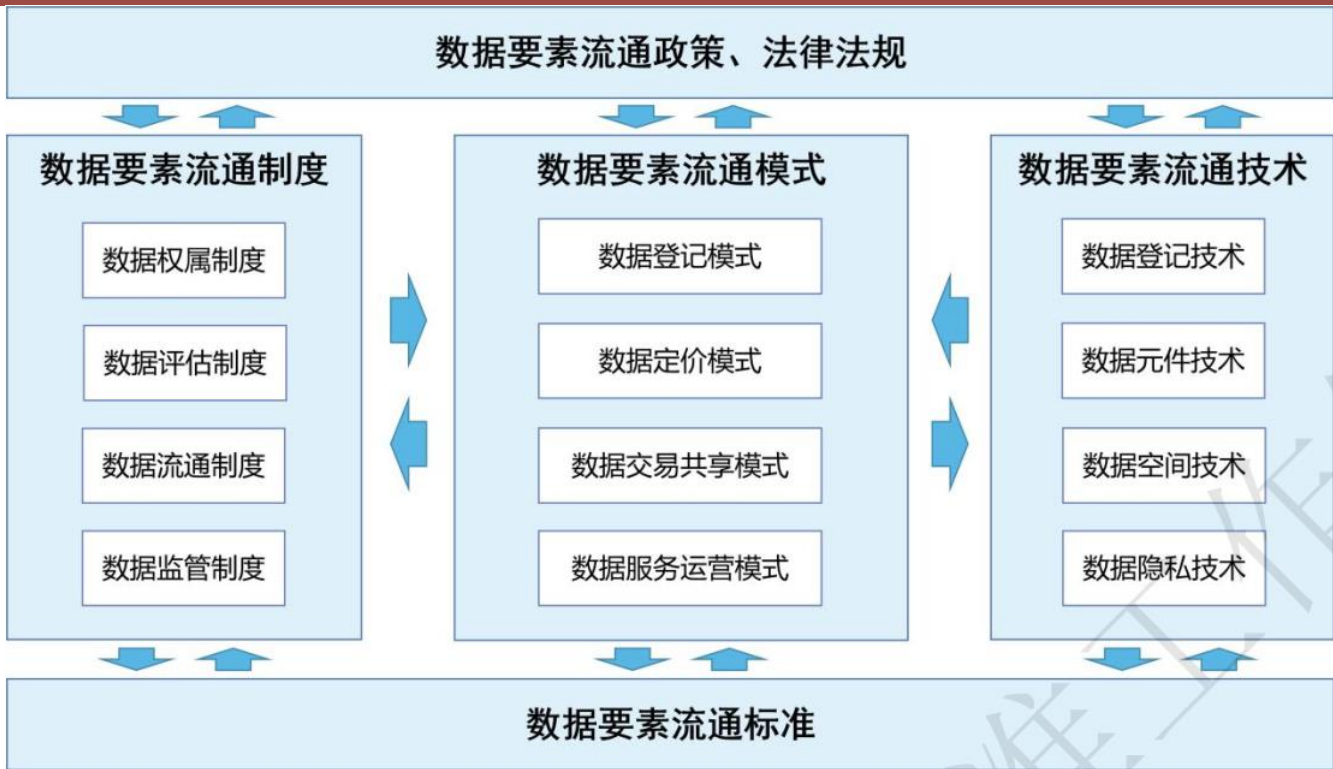 数据要素流通政策、法律法规
数据要素流通制度
数据权属制度
数据评估制度
数据流通制度
数据监管制度
数据要素流通模式
数据登记模式
数据定价模式
数据交易共享模式
数据服务运营模式
数据要素流通技术
数据登记技术
数据元件技术
数据空间技术
数据隐私技术
数据要素流通标准
准工作